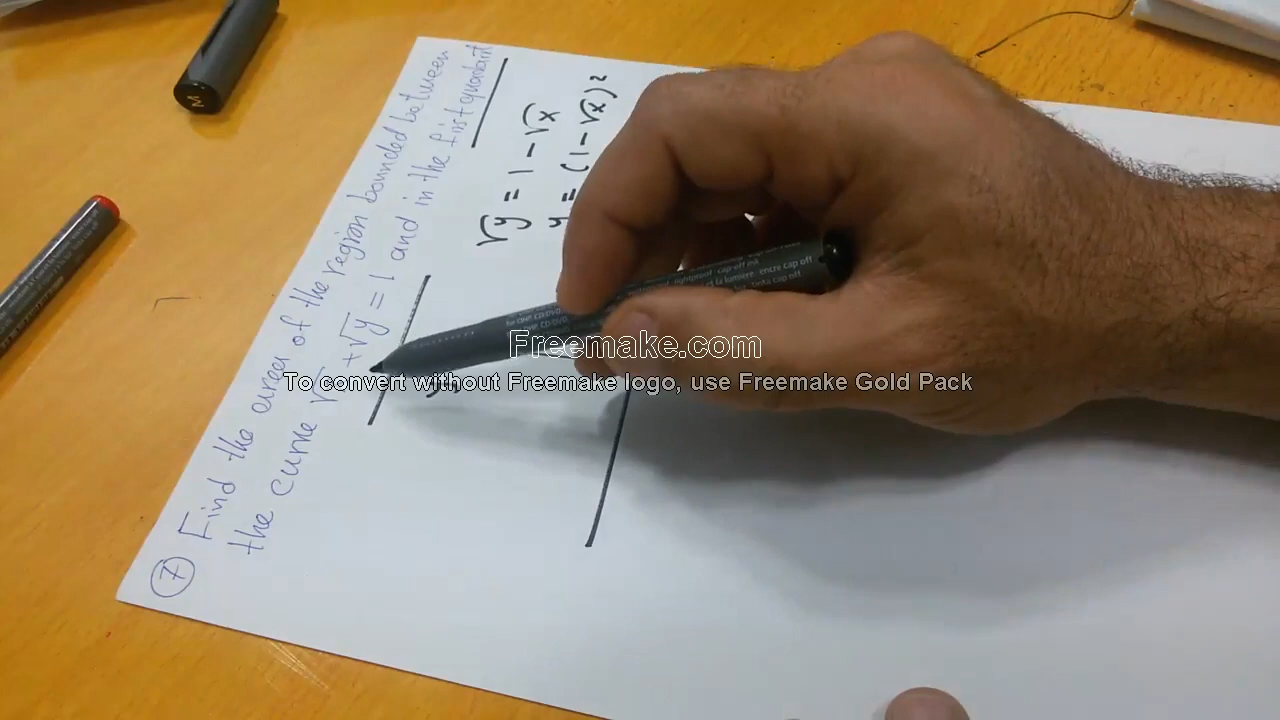 ⑦ Find the area of the region bounded between
the curve √x + √y = 1 and in the first quadrant
√y = 1 - √x
y = (1 - √x)²
Freemake.com
To convert without Freemake logo, use Freemake Gold Pack
M